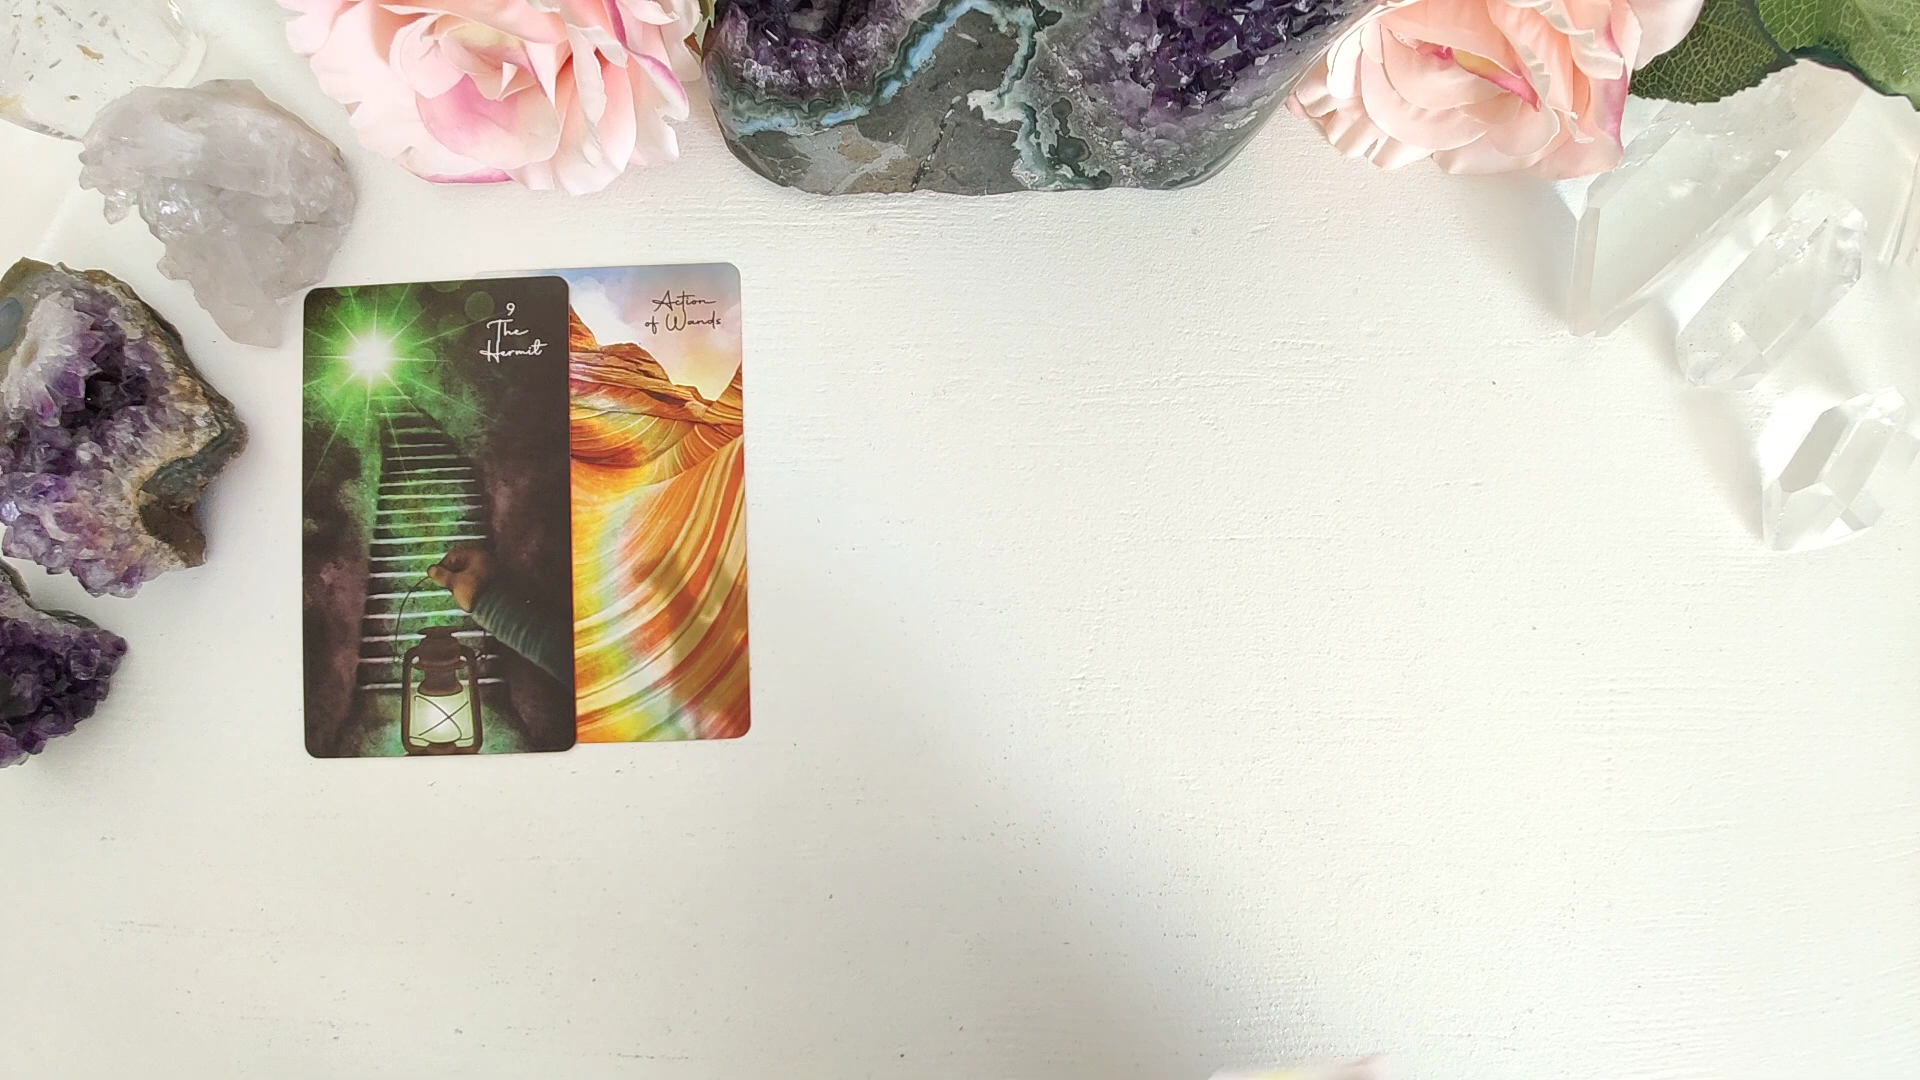 9
The
Hermit
Action
of Wands